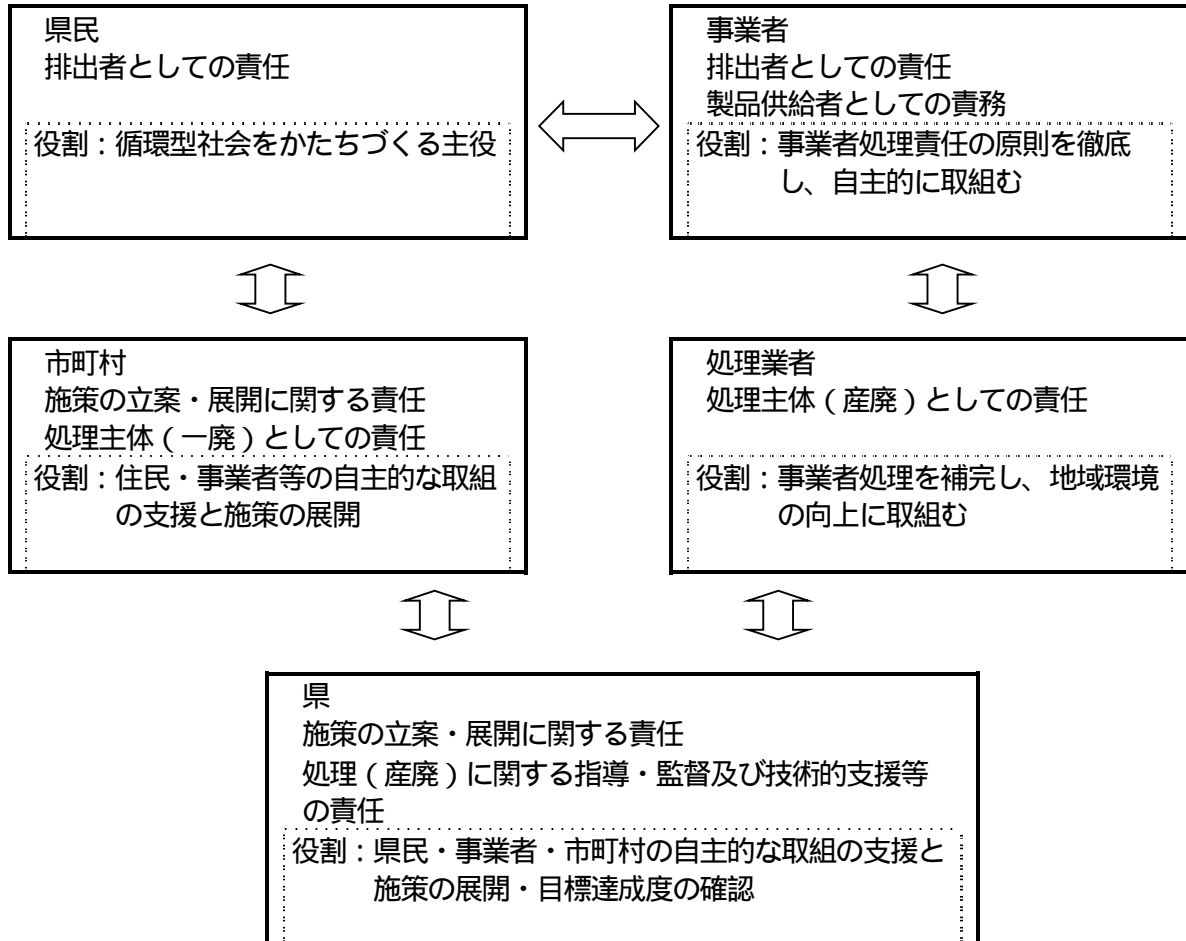 県民
排出者としての責任
役割：循環型社会をかたちづくる主役
事業者
排出者としての責任
製品供給者としての責務
役割：事業者処理責任の原則を徹底
し、自主的に取組む
市町村
施策の立案・展開に関する責任
処理主体（一廃）としての責任
役割：住民・事業者等の自主的な取組
の支援と施策の展開
処理業者
処理主体（産廃）としての責任
役割：事業者処理を補完し、地域環境
の向上に取組む
県
施策の立案・展開に関する責任
処理（産廃）に関する指導・監督及び技術的支援等
の責任
役割：県民・事業者・市町村の自主的な取組の支援と
施策の展開・目標達成度の確認